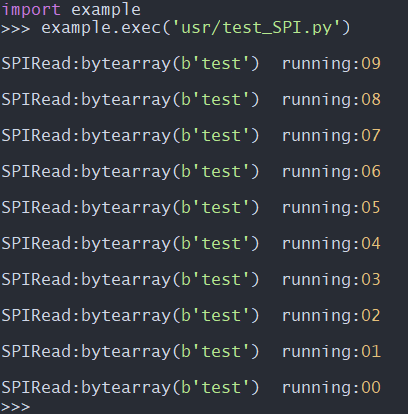 import example
>>> example.exec('usr/test_SPI.py')
SPIRead:bytearray(b'test')  running:09
SPIRead:bytearray(b'test')  running:08
SPIRead:bytearray(b'test')  running:07
SPIRead:bytearray(b'test')  running:06
SPIRead:bytearray(b'test')  running:05
SPIRead:bytearray(b'test')  running:04
SPIRead:bytearray(b'test')  running:03
SPIRead:bytearray(b'test')  running:02
SPIRead:bytearray(b'test')  running:01
SPIRead:bytearray(b'test')  running:00
>>>